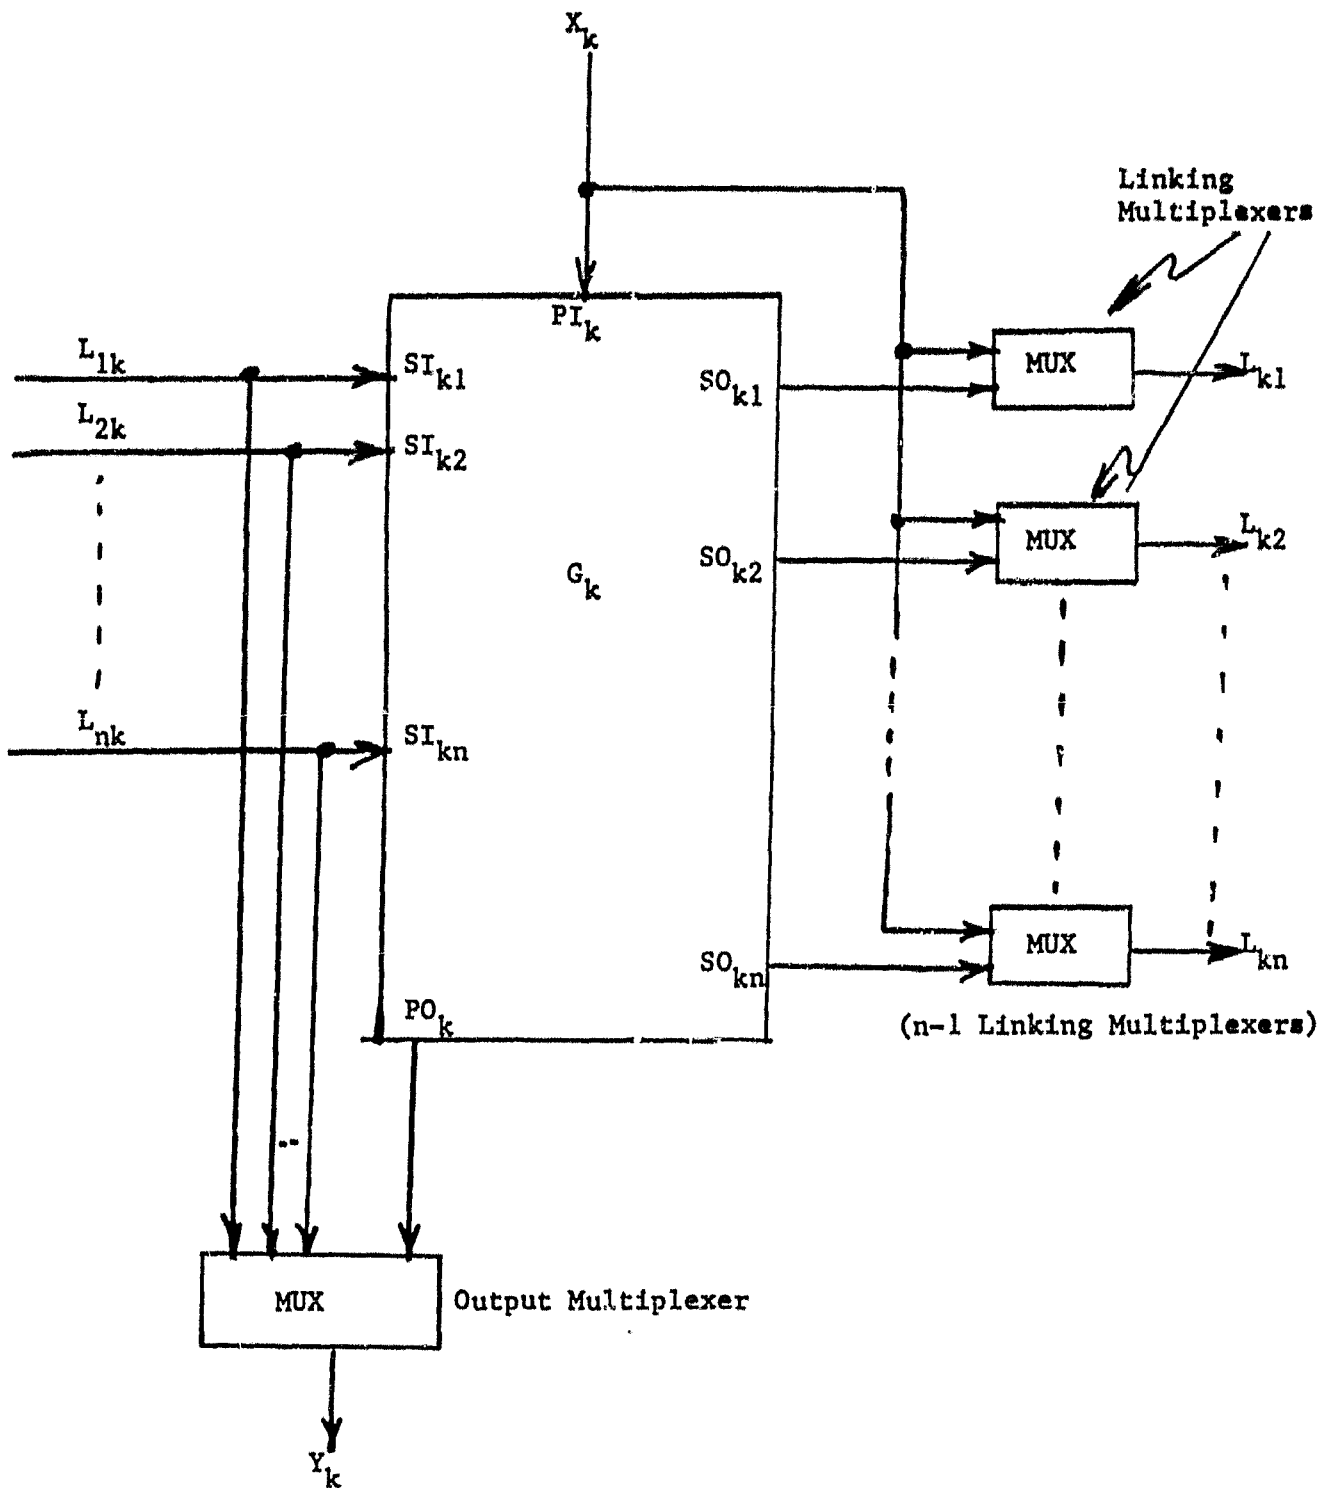 X_k
Linking
Multiplexers
PI_k
L_1k
SI_k1
SO_k1
MUX
L_k1
L_2k
SI_k2
SO_k2
MUX
L_k2
G_k
L_nk
SI_kn
SO_kn
MUX
L_kn
PO_k
(n-1 Linking Multiplexers)
MUX
Output Multiplexer
Y_k